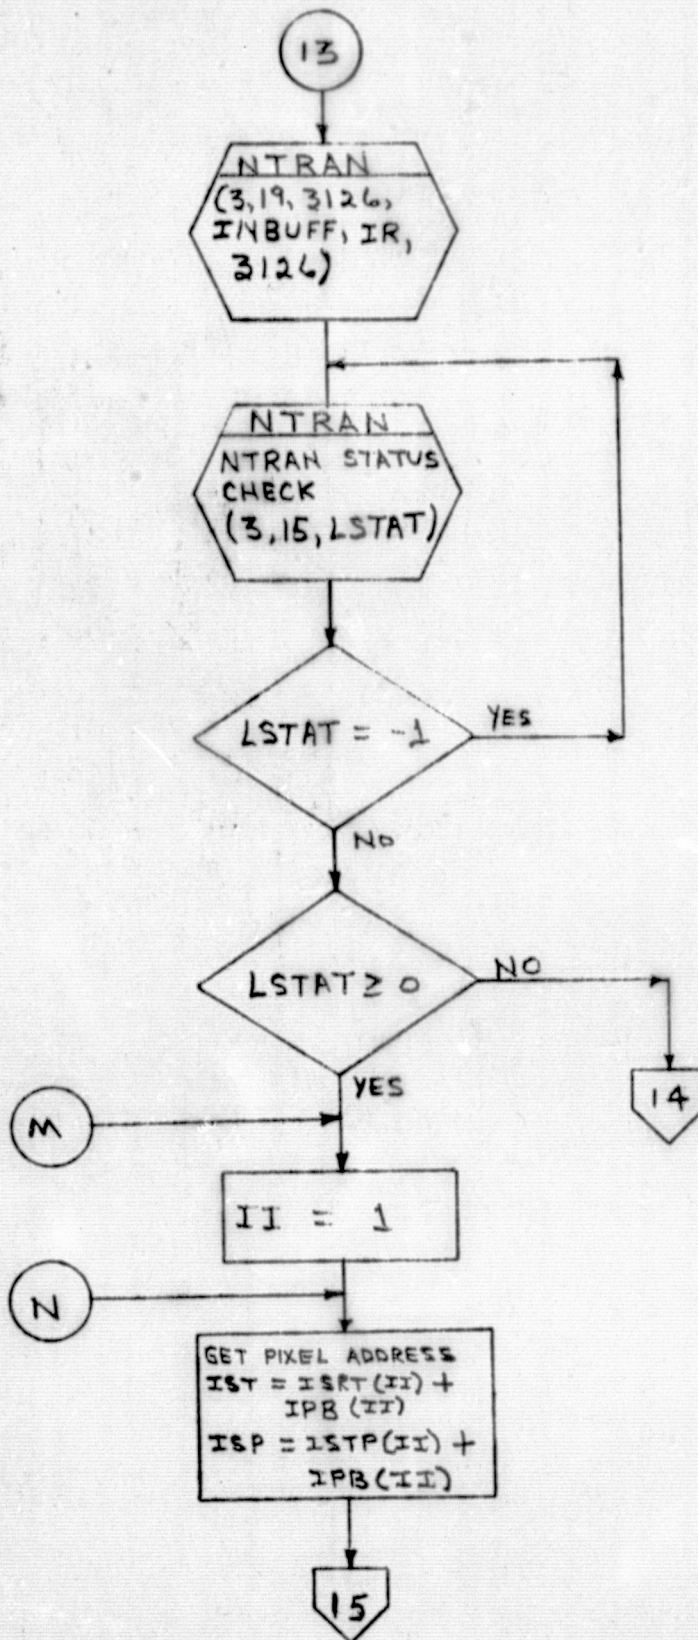 13
NTRAN
(3,19,3126,
INBUFF, IR,
3126)
NTRAN
NTRAN STATUS
CHECK
(3,15,LSTAT)
LSTAT = -1
YES
NO
LSTAT ≥ 0
NO
YES
14
M
II = 1
N
GET PIXEL ADDRESS
IST = ISRT(II) +
IPB(II)
ISP = ISTP(II) +
IPB(II)
15